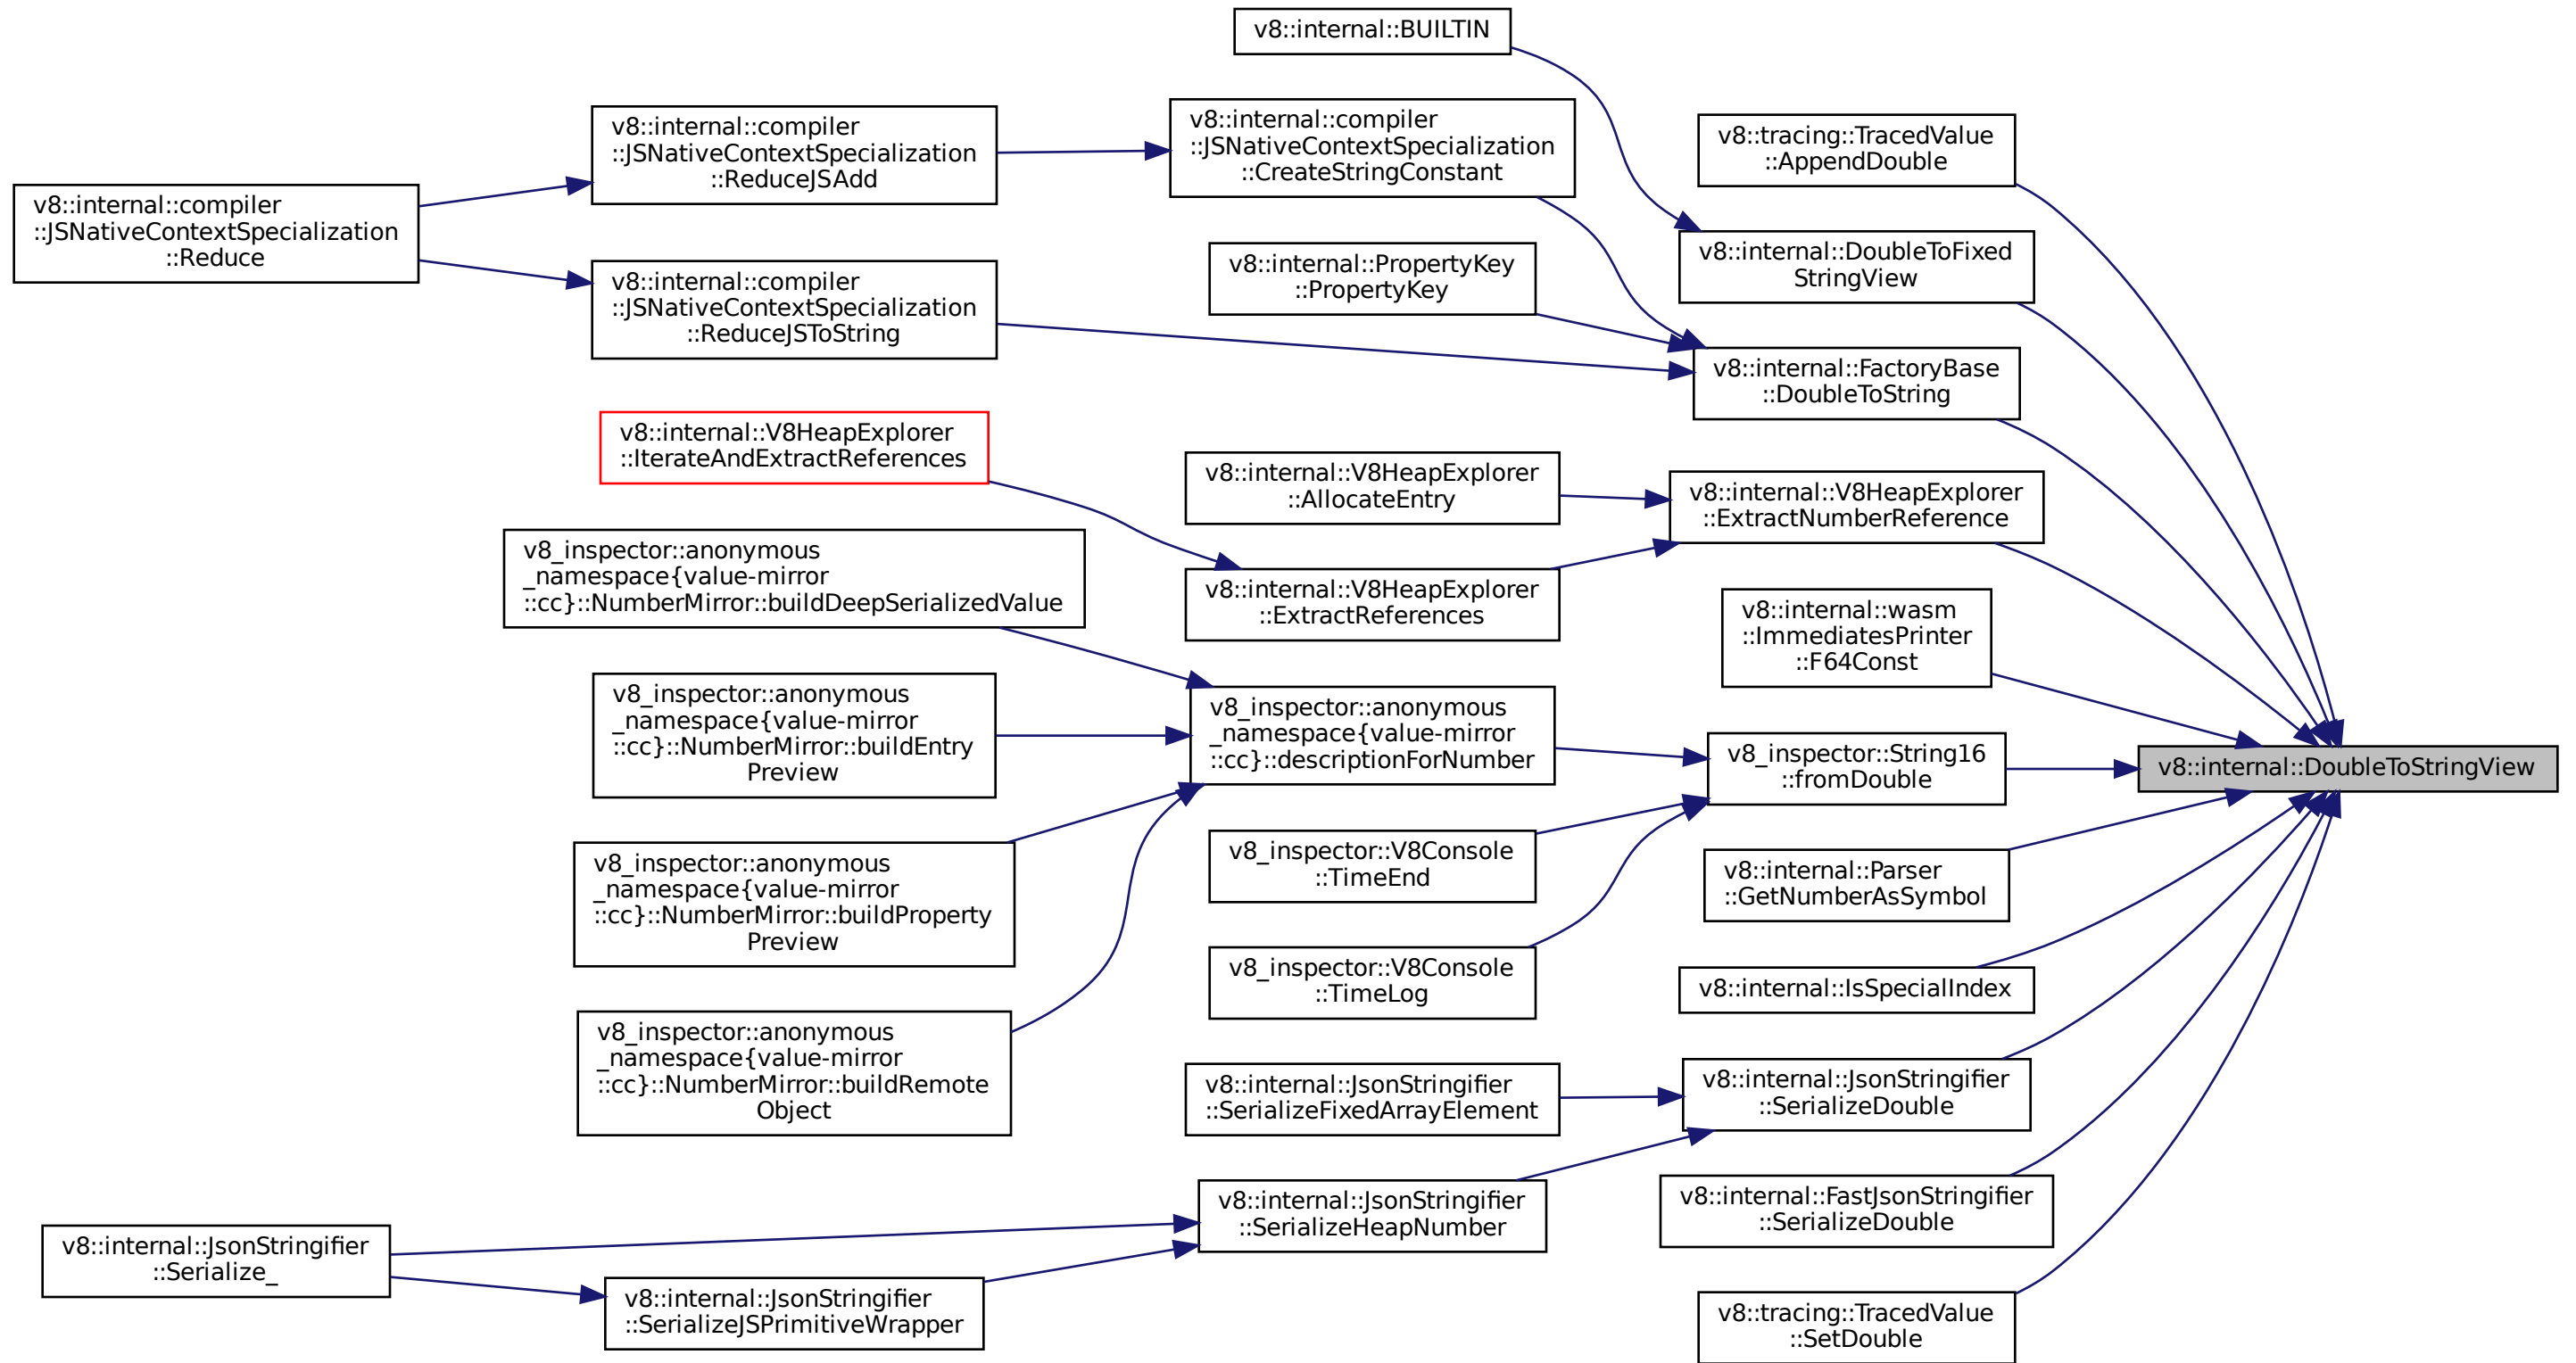 v8::internal::BUILTIN
v8::internal::compiler
::JSNativeContextSpecialization
::Reduce
v8::internal::compiler
::JSNativeContextSpecialization
::ReduceJSAdd
v8::internal::compiler
::JSNativeContextSpecialization
::ReduceJSToString
v8::internal::compiler
::JSNativeContextSpecialization
::CreateStringConstant
v8::internal::PropertyKey
::PropertyKey
v8::tracing::TracedValue
::AppendDouble
v8::internal::DoubleToFixed
StringView
v8::internal::FactoryBase
::DoubleToString
v8::internal::V8HeapExplorer
::IterateAndExtractReferences
v8::internal::V8HeapExplorer
::AllocateEntry
v8::internal::V8HeapExplorer
::ExtractNumberReference
v8::internal::V8HeapExplorer
::ExtractReferences
v8_inspector::anonymous
_namespace{value-mirror
::cc}::NumberMirror::buildDeepSerializedValue
v8::internal::wasm
::ImmediatesPrinter
::F64Const
v8_inspector::anonymous
_namespace{value-mirror
::cc}::NumberMirror::buildEntry
Preview
v8_inspector::anonymous
_namespace{value-mirror
::cc}::descriptionForNumber
v8_inspector::String16
::fromDouble
v8::internal::DoubleToStringView
v8_inspector::anonymous
_namespace{value-mirror
::cc}::NumberMirror::buildProperty
Preview
v8_inspector::V8Console
::TimeEnd
v8::internal::Parser
::GetNumberAsSymbol
v8_inspector::V8Console
::TimeLog
v8::internal::IsSpecialIndex
v8_inspector::anonymous
_namespace{value-mirror
::cc}::NumberMirror::buildRemote
Object
v8::internal::JsonStringifier
::SerializeFixedArrayElement
v8::internal::JsonStringifier
::SerializeDouble
v8::internal::JsonStringifier
::SerializeHeapNumber
v8::internal::FastJsonStringifier
::SerializeDouble
v8::internal::JsonStringifier
::Serialize_
v8::internal::JsonStringifier
::SerializeJSPrimitiveWrapper
v8::tracing::TracedValue
::SetDouble